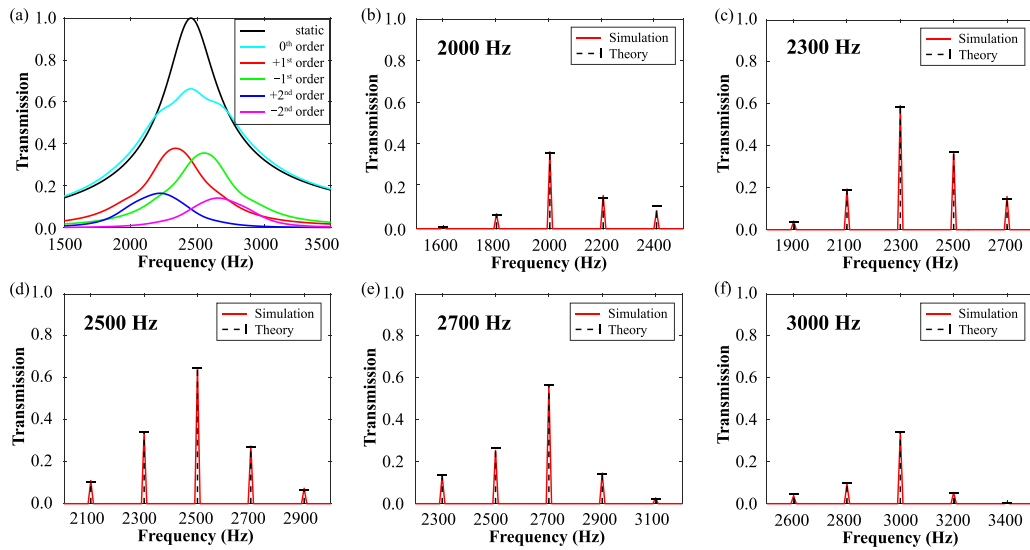 (a)
1.0
0.8
0.6
0.4
0.2
0.0
Transmission
static
0th order
+1st order
−1st order
+2nd order
−2nd order
1500 2000 2500 3000 3500
Frequency (Hz)
(b)
1.0
0.8
0.6
0.4
0.2
0.0
Transmission
2000 Hz
Simulation
Theory
1600 1800 2000 2200 2400
Frequency (Hz)
(c)
1.0
0.8
0.6
0.4
0.2
0.0
Transmission
2300 Hz
Simulation
Theory
1900 2100 2300 2500 2700
Frequency (Hz)
(d)
1.0
0.8
0.6
0.4
0.2
0.0
Transmission
2500 Hz
Simulation
Theory
2100 2300 2500 2700 2900
Frequency (Hz)
(e)
1.0
0.8
0.6
0.4
0.2
0.0
Transmission
2700 Hz
Simulation
Theory
2300 2500 2700 2900 3100
Frequency (Hz)
(f)
1.0
0.8
0.6
0.4
0.2
0.0
Transmission
3000 Hz
Simulation
Theory
2600 2800 3000 3200 3400
Frequency (Hz)